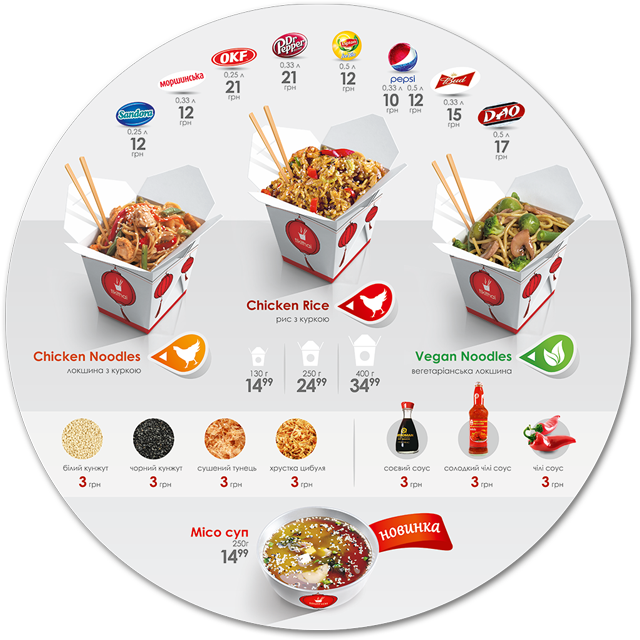 Sandora
0,25 л
12
грн
моршинська
0,33 л
12
грн
OKF
0,25 л
21
грн
Dr Pepper
0,33 л
21
грн
Lipton
0,5 л
12
грн
pepsi
0,33 л 0,5 л
10 12
грн грн
Bud
0,33 л
15
грн
DAO
0,5 л
17
грн
Chicken Rice
рис з куркою
Chicken Noodles
локшина з куркою
Vegan Noodles
вегетаріанська локшина
130 г
14 99
250 г
24 99
400 г
34 99
білий кунжут
3 грн
чорний кунжут
3 грн
сушений тунець
3 грн
хрустка цибуля
3 грн
соєвий соус
3 грн
солодкий чілі соус
3 грн
чілі соус
3 грн
Місо суп
250г
14 99
новинка